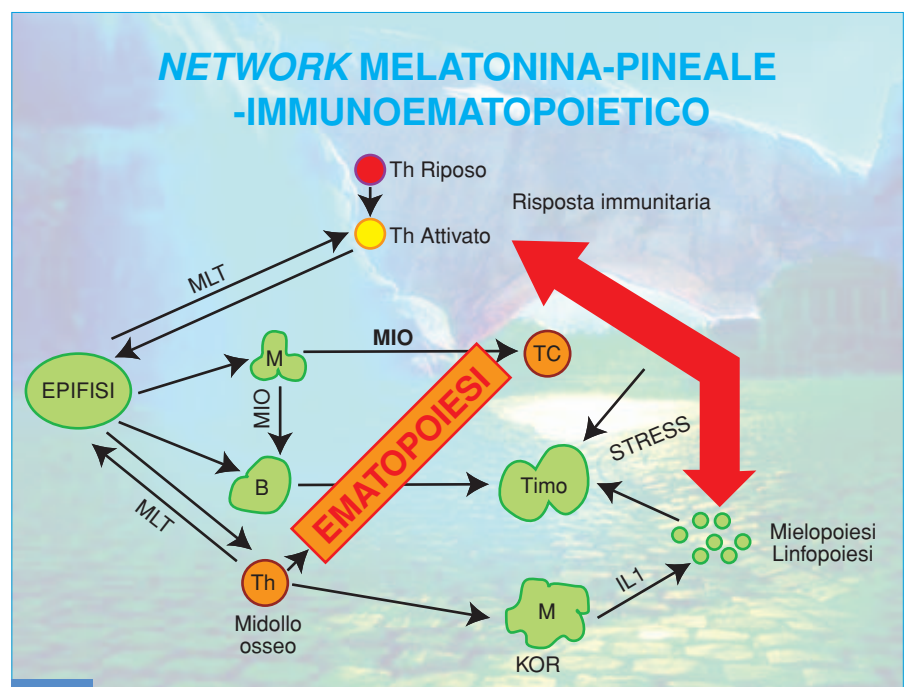 NETWORK MELATONINA-PINEALE
-IMMUNOEMATOPOIETICO
Th Riposo
Risposta immunitaria
Th Attivato
MLT
MIO
M
TC
EPIFISI
MIO
EMATOPOIESI
STRESS
B
Timo
MLT
Mielopoiesi
Linfopoiesi
Th
IL1
M
Midollo
osseo
KOR